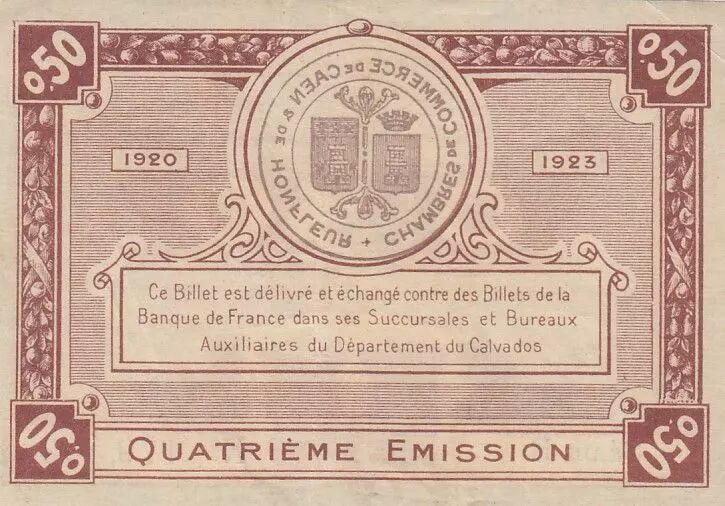 0,50
0,50
CHAMBRES DE COMMERCE DE CAEN & DE HONFLEUR +
1920
1923
Ce Billet est délivré et échangé contre des Billets de la
Banque de France dans ses Succursales et Bureaux
Auxiliaires du Département du Calvados
0,50
QUATRIÈME EMISSION
0,50